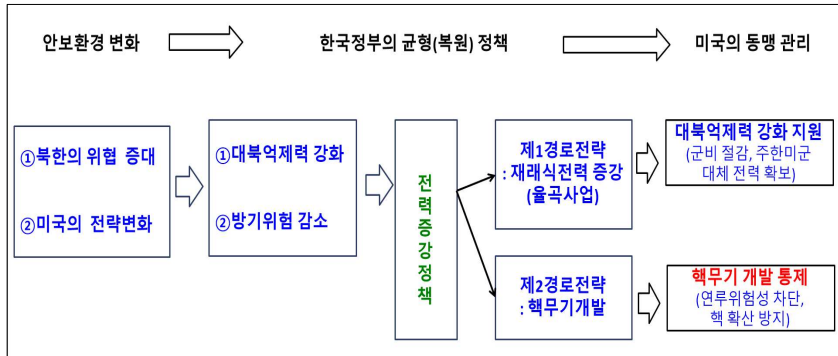 안보환경 변화
한국정부의 균형(복원) 정책
미국의 동맹 관리
①북한의 위협 증대
②미국의 전략변화
①대북억제력 강화
②방기위험 감소
전
력
증
강
정
책
제1경로전략
: 재래식전력 증강
(율곡사업)
대북억제력 강화 지원
(군비 절감, 주한미군
대체 전력 확보)
제2경로전략
: 핵무기개발
핵무기 개발 통제
(연루위험성 차단,
핵 확산 방지)